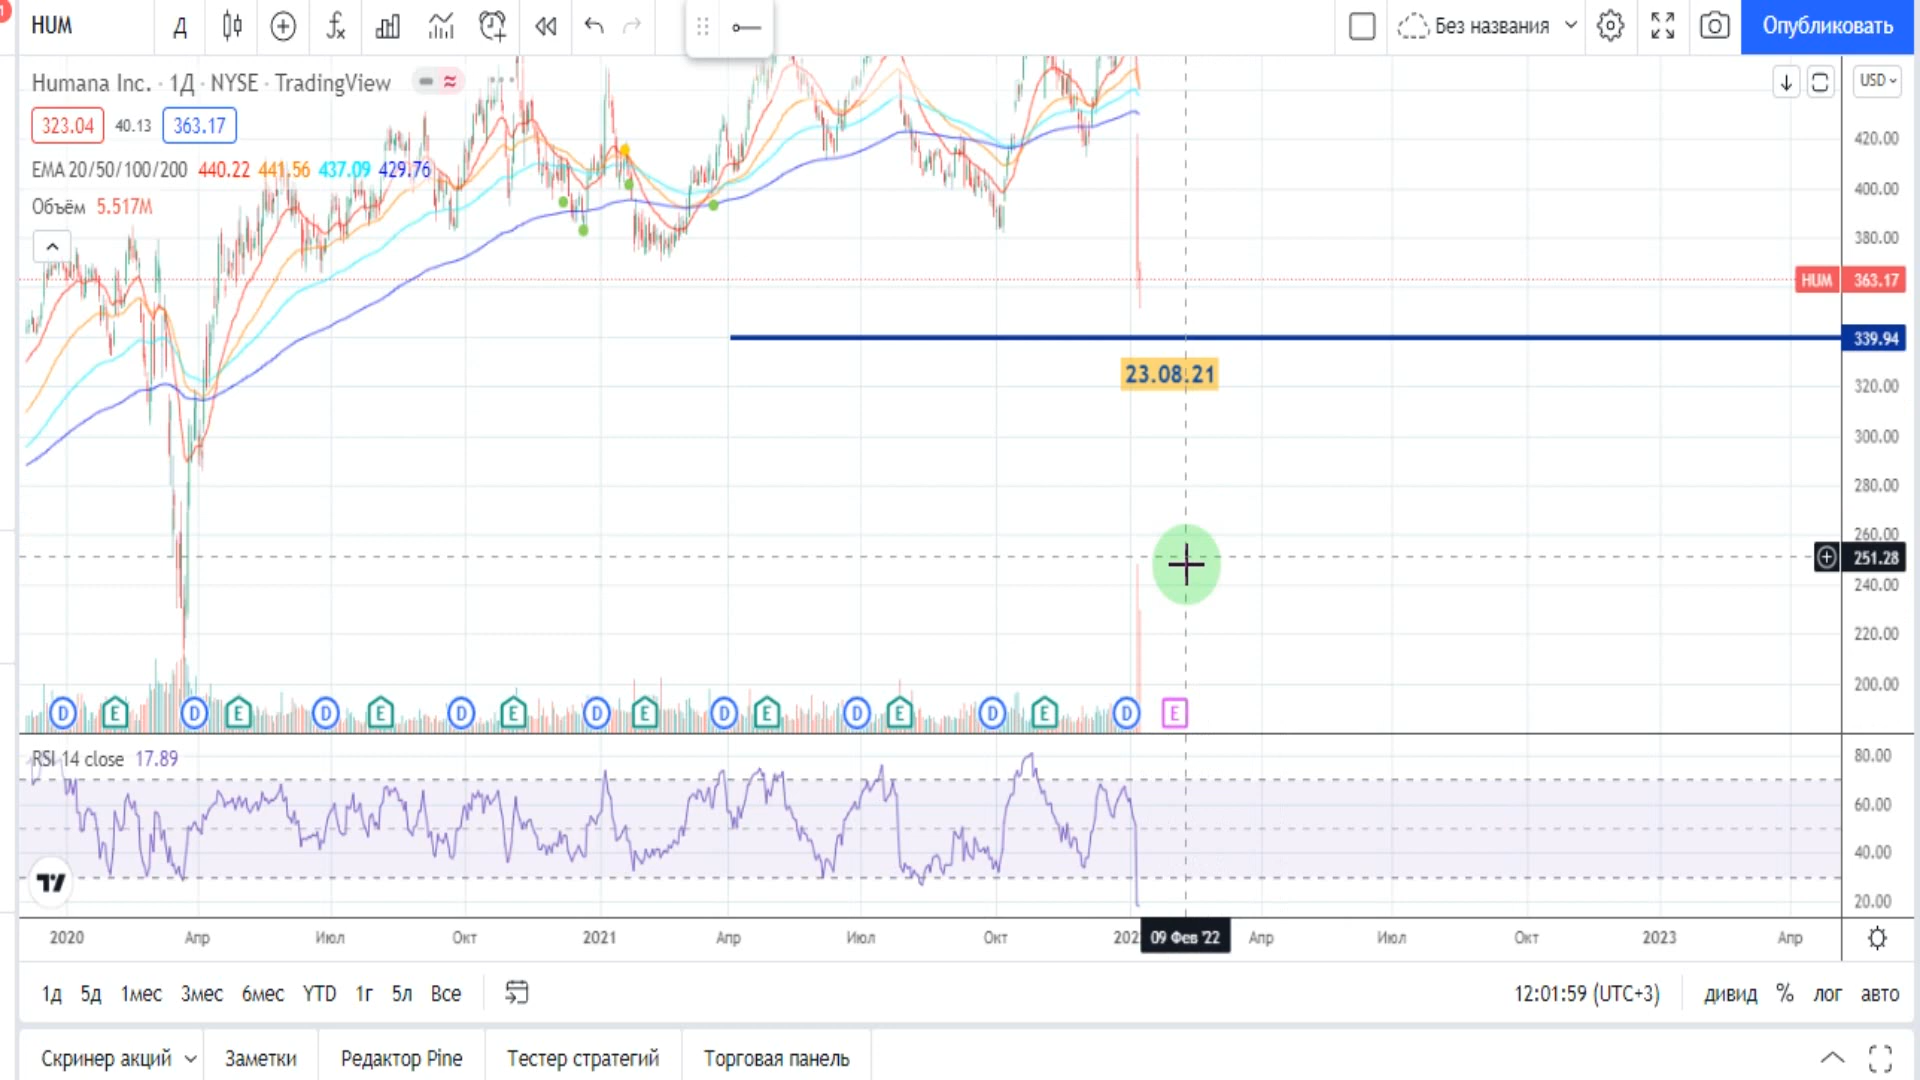 HUM
Д
Без названия
Опубликовать
Humana Inc. · 1Д · NYSE · TradingView
USD
323.04 40.13 363.17
EMA 20/50/100/200 440.22 441.56 437.09 429.76
Объём 5.517M
420.00
400.00
380.00
HUM 363.17
339.94
23.08.21
320.00
300.00
280.00
260.00
251.28
240.00
220.00
200.00
D E D E D E D E D E D E D E D E D E
RSI 14 close 17.89
80.00
60.00
40.00
20.00
2020 Апр Июл Окт 2021 Апр Июл Окт 202 09 Фев '22 Апр Июл Окт 2023 Апр
1д 5д 1мес 3мес 6мес YTD 1г 5л Все
12:01:59 (UTC+3) дивид % лог авто
Скринер акций Заметки Редактор Pine Тестер стратегий Торговая панель